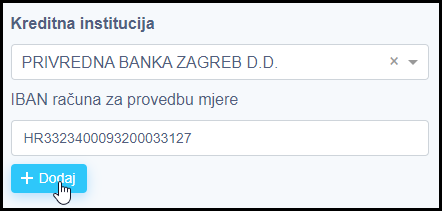 Kreditna institucija
PRIVREDNA BANKA ZAGREB D.D.
IBAN računa za provedbu mjere
HR3323400093200033127
+ Dodaj